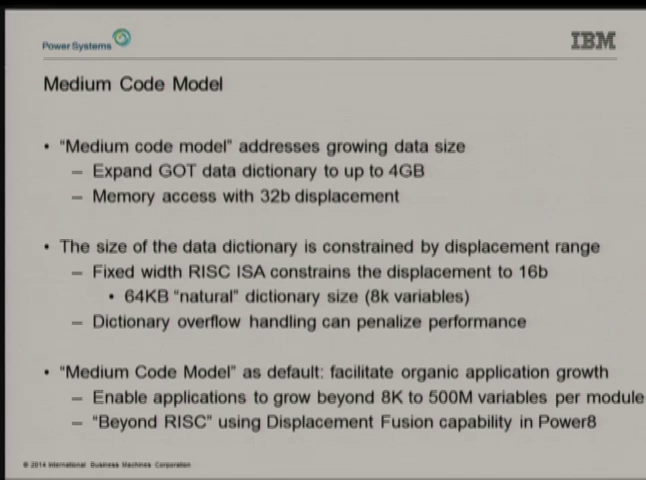 Power Systems
IBM
Medium Code Model
• "Medium code model" addresses growing data size
– Expand GOT data dictionary to up to 4GB
– Memory access with 32b displacement
• The size of the data dictionary is constrained by displacement range
– Fixed width RISC ISA constrains the displacement to 16b
• 64KB "natural" dictionary size (8k variables)
– Dictionary overflow handling can penalize performance
• "Medium Code Model" as default: facilitate organic application growth
– Enable applications to grow beyond 8K to 500M variables per module
– "Beyond RISC" using Displacement Fusion capability in Power8
© 2014 International Business Machines Corporation